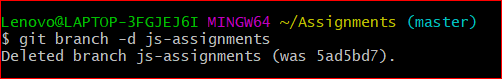 Lenovo@LAPTOP-3FGJEJ6I MINGW64 ~/Assignments (master)
$ git branch -d js-assignments
Deleted branch js-assignments (was 5ad5bd7).